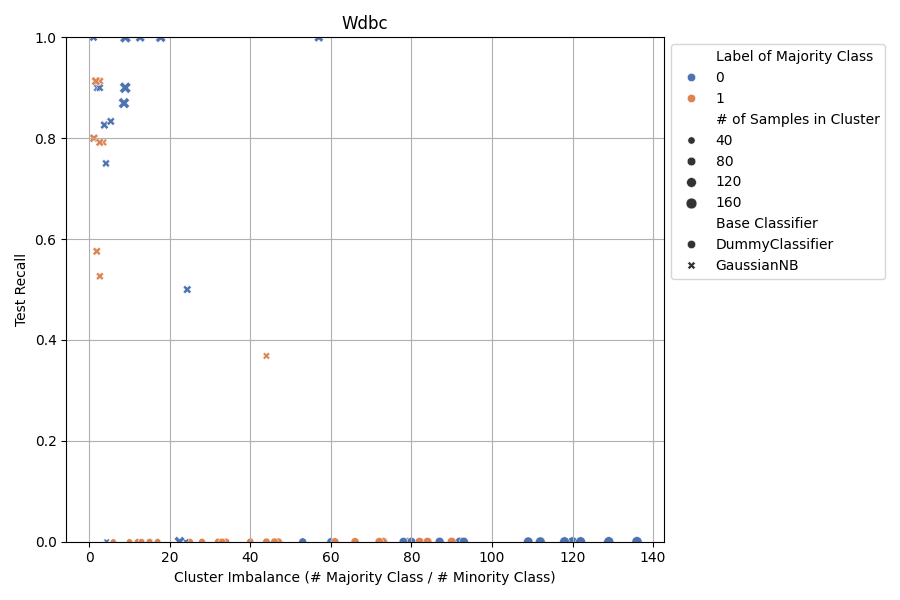 Wdbc
1.0
0.8
0.6
0.4
0.2
0.0
Test Recall
0 20 40 60 80 100 120 140
Cluster Imbalance (# Majority Class / # Minority Class)
Label of Majority Class
0
1
# of Samples in Cluster
40
80
120
160
Base Classifier
DummyClassifier
GaussianNB